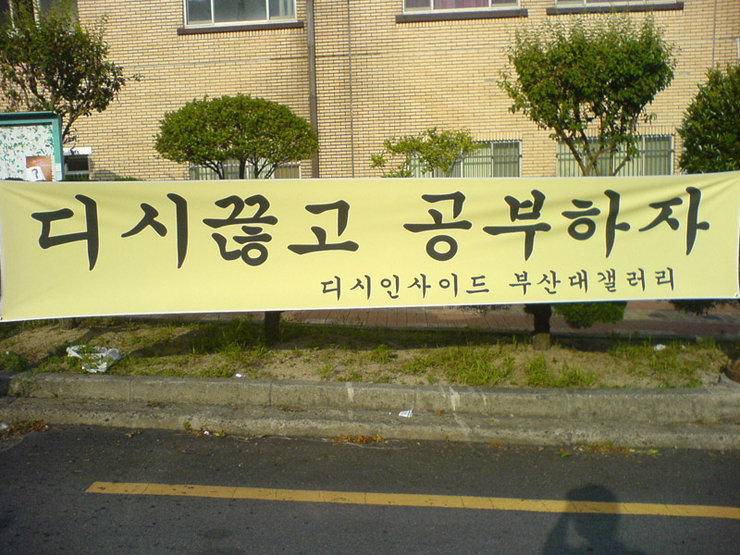 디시끊고 공부하자
디시인사이드 부산대갤러리